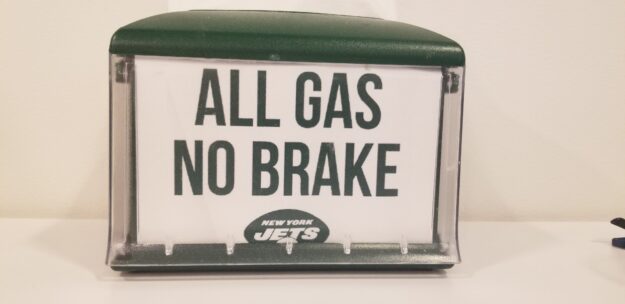 ALL GAS
NO BRAKE
NEW YORK
JETS